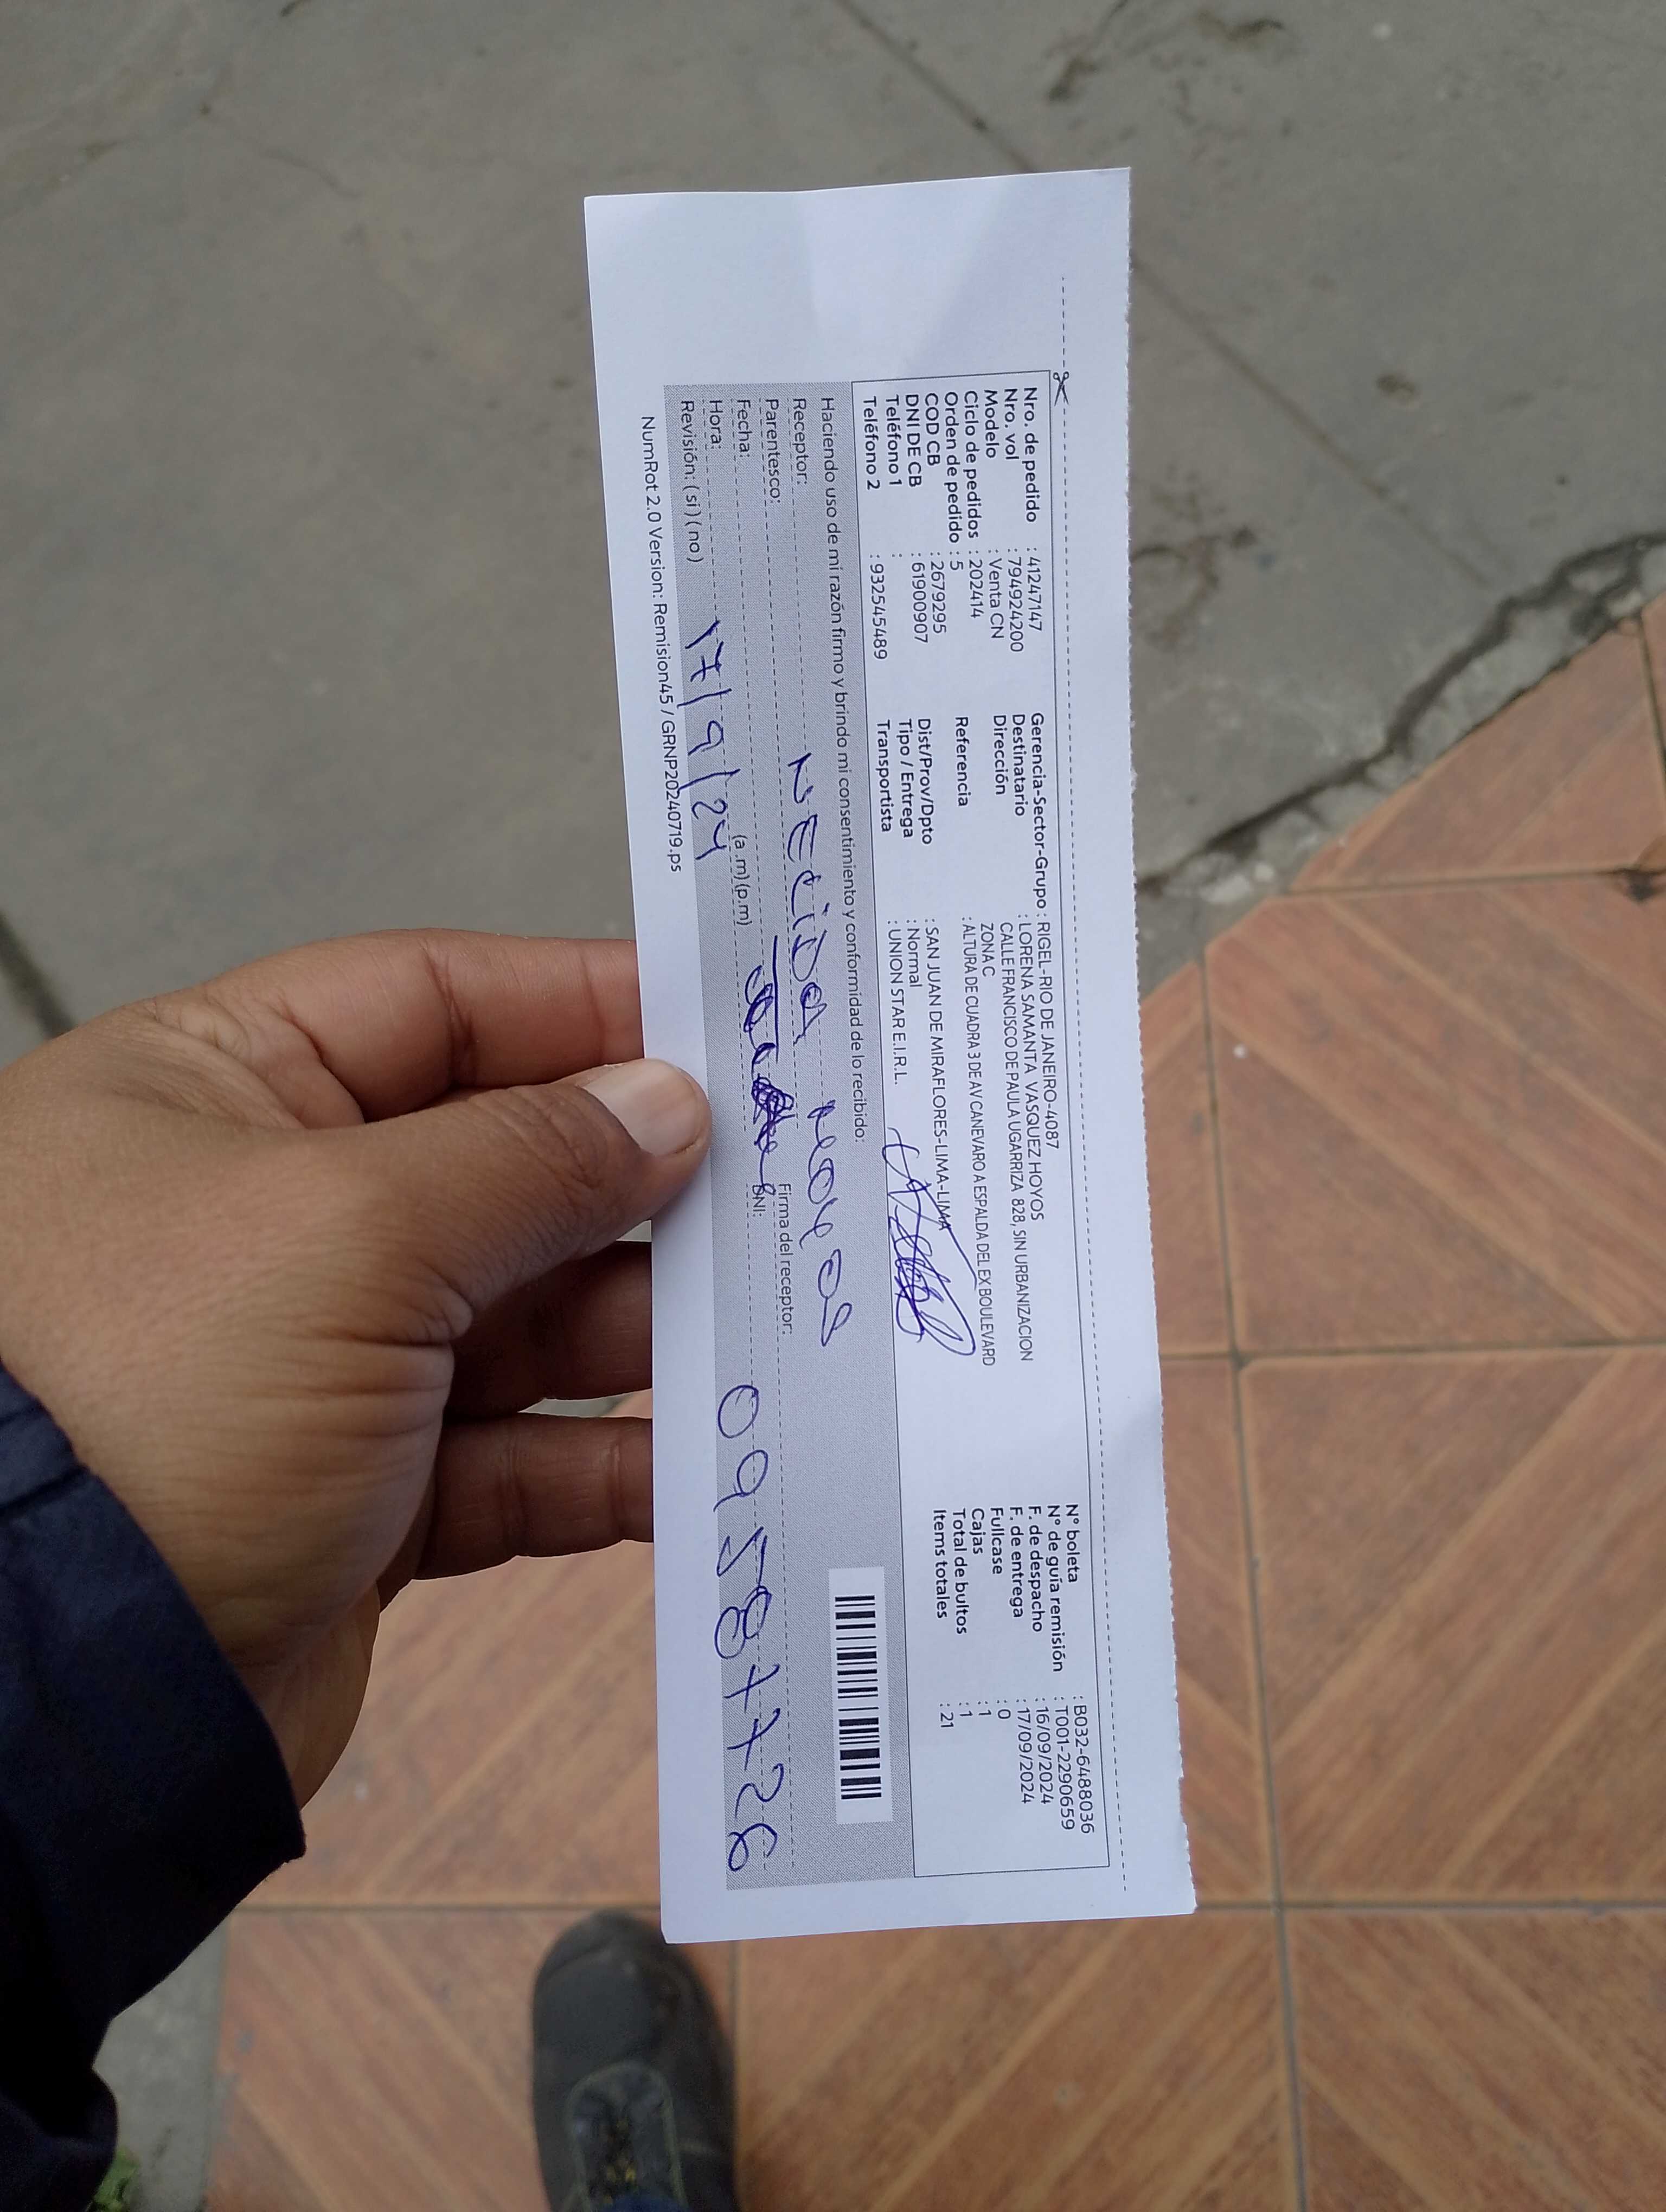 Nro. de pedido : 41247147
Nro. vol : 7949242​00
Modelo : Venta CN
Ciclo de pedidos : 202414
Orden de pedido : 5
COD CB : 2679295
DNI DE CB : 61900907
Teléfono 1 :
Teléfono 2 : 932545489
Gerencia-Sector-Grupo : RIGEL-RIO DE JANEIRO-4087
Destinatario : LORENA SAMANTA VASQUEZ HOYOS
Dirección CALLE FRANCISCO DE PAULA UGARRIZA 828, SIN URBANIZACION
ZONA C
Referencia : ALTURA DE CUADRA 3 DE AV CANEVARO A ESPALDA DEL EX BOULEVARD
Dist/Prov/Dpto : SAN JUAN DE MIRAFLORES-LIMA-LIMA
Tipo / Entrega : Normal
Transportista : UNION STAR E.I.R.L.
N° boleta : B032-6488036
N° de guía remisión : T001-2290659
F. de despacho : 16/09/2024
F. de entrega : 17/09/2024
Fullcase : 0
Cajas : 1
Total de bultos : 1
Items totales : 21
Haciendo uso de mi razón firmo y brindo mi consentimiento y conformidad de lo recibido:
Receptor:
Parentesco: Firma del receptor:
Fecha: 17/9/24 DNI: 09587726
Hora: (a.m)(p.m)
Revisión: (si) (no)
NumRot 2.0 Version: Remision45 / GRNP20240719.ps